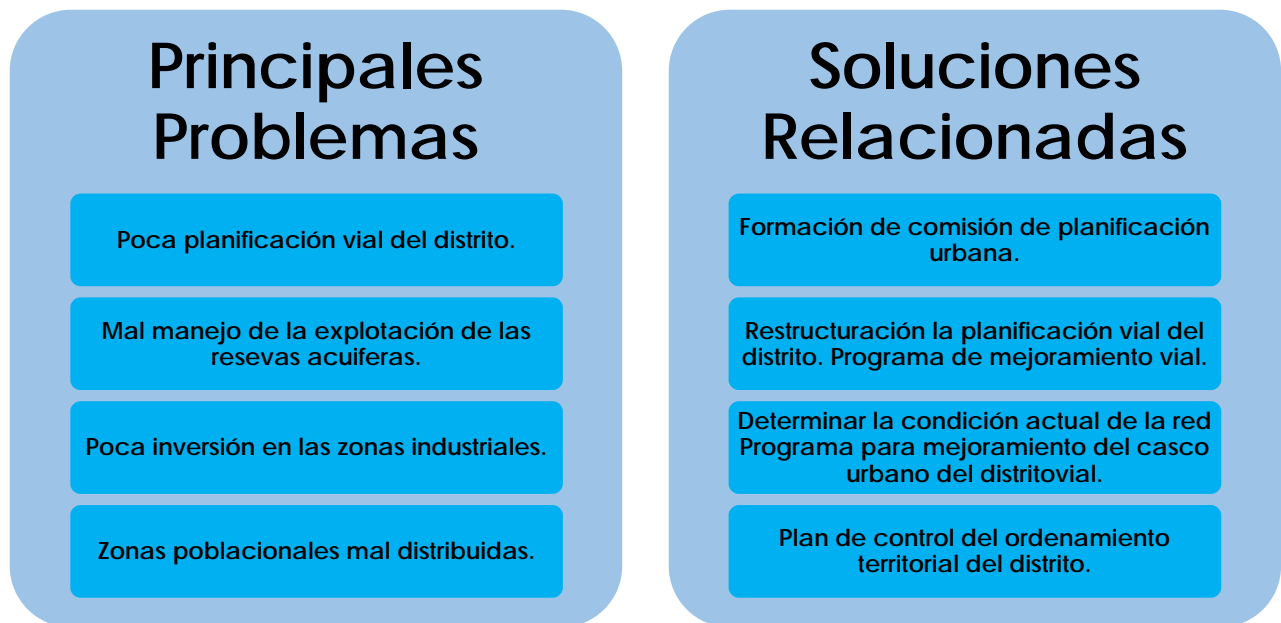 Principales
Problemas
Poca planificación vial del distrito.
Mal manejo de la explotación de las
resevas acuiferas.
Poca inversión en las zonas industriales.
Zonas poblacionales mal distribuidas.
Soluciones
Relacionadas
Formación de comisión de planificación
urbana.
Restructuración la planificación vial del
distrito. Programa de mejoramiento vial.
Determinar la condición actual de la red
Programa para mejoramiento del casco
urbano del distritovial.
Plan de control del ordenamiento
territorial del distrito.